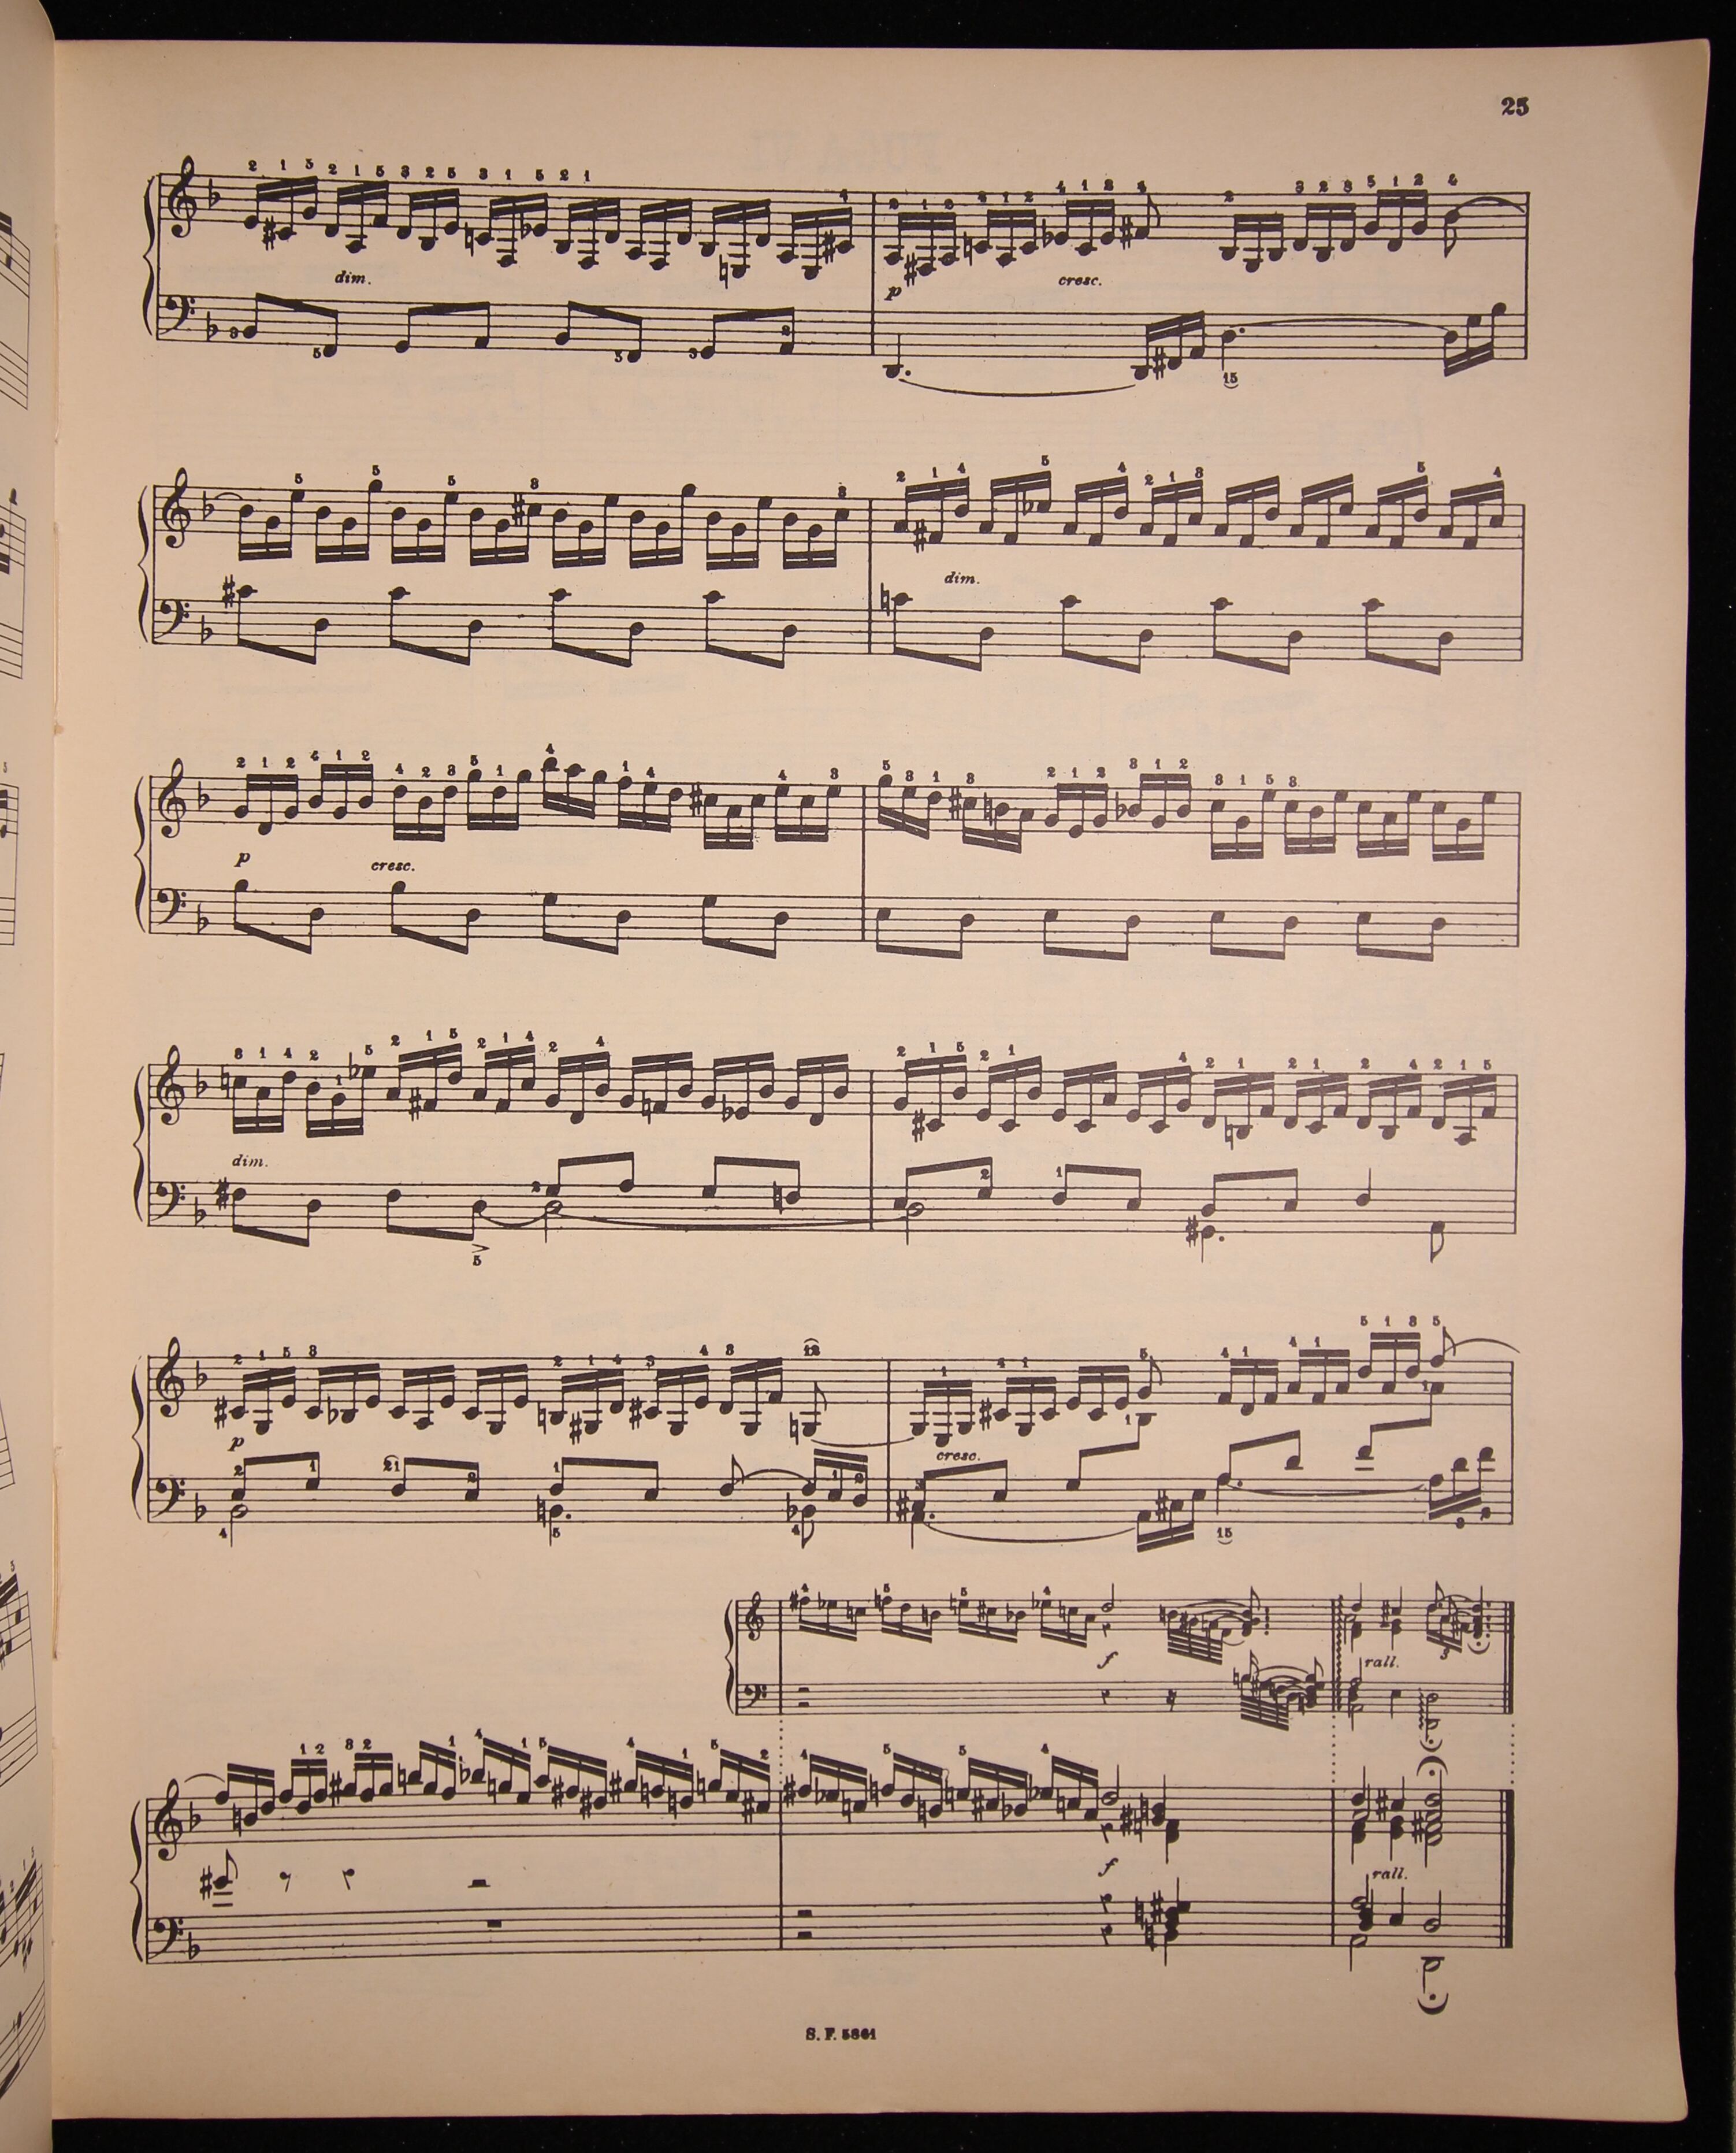 25
dim.
p
cresc.
dim.
p
cresc.
dim.
p
cresc.
f
rall.
f
rall.
S. F. 5861